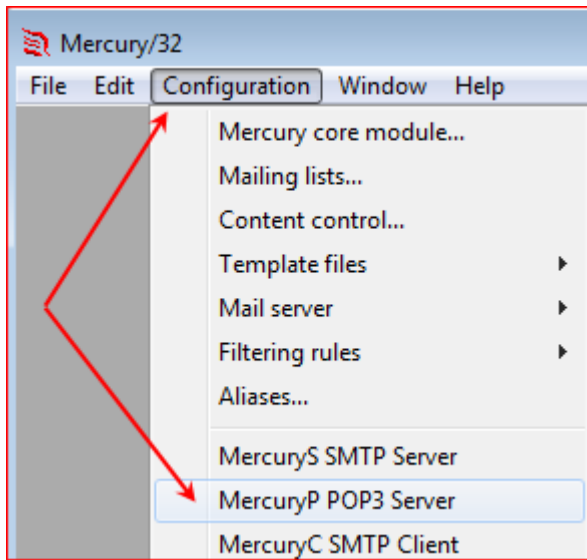 Mercury/32
File Edit Configuration Window Help
Mercury core module...
Mailing lists...
Content control...
Template files
Mail server
Filtering rules
Aliases...
MercuryS SMTP Server
MercuryP POP3 Server
MercuryC SMTP Client